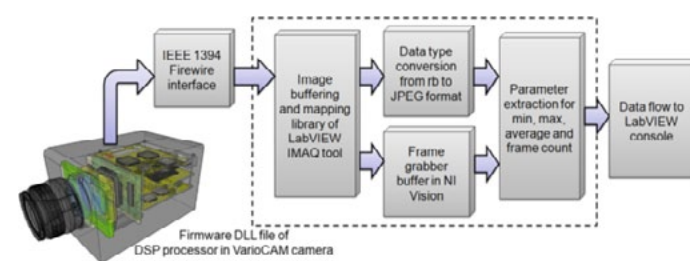 IEEE 1394
Firewire
interface
Image
buffering
and mapping
library of
LabVIEW
IMAQ tool
Data type
conversion
from rb to
JPEG format
Frame
grabber
buffer in NI
Vision
Parameter
extraction for
min, max,
average and
frame count
Data flow to
LabVIEW
console
Firmware DLL file of
DSP processor in VarioCAM camera